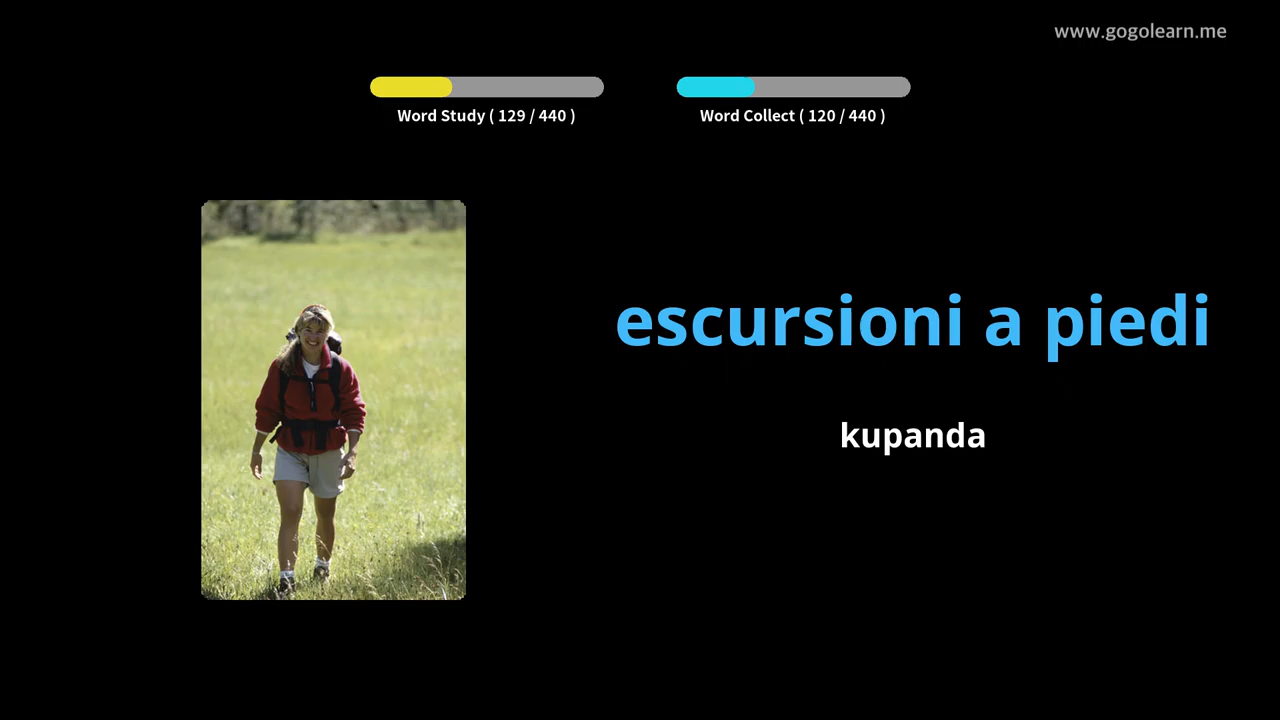 www.gogolearn.me
Word Study ( 129 / 440 )
Word Collect ( 120 / 440 )
escursioni a piedi
kupanda